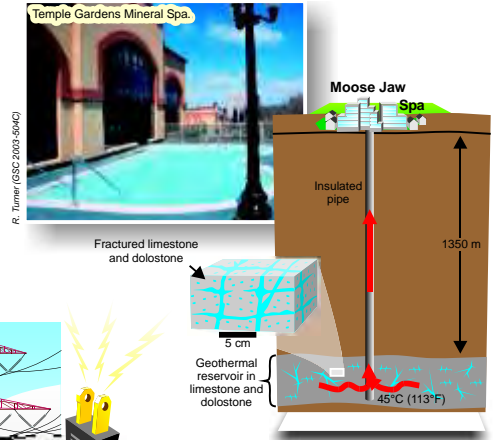 Temple Gardens Mineral Spa.
R. Turner (GSC 2003-504C)
Moose Jaw
Spa
Insulated
pipe
1350 m
Fractured limestone
and dolostone
5 cm
Geothermal
reservoir in
limestone and
dolostone
45°C (113°F)